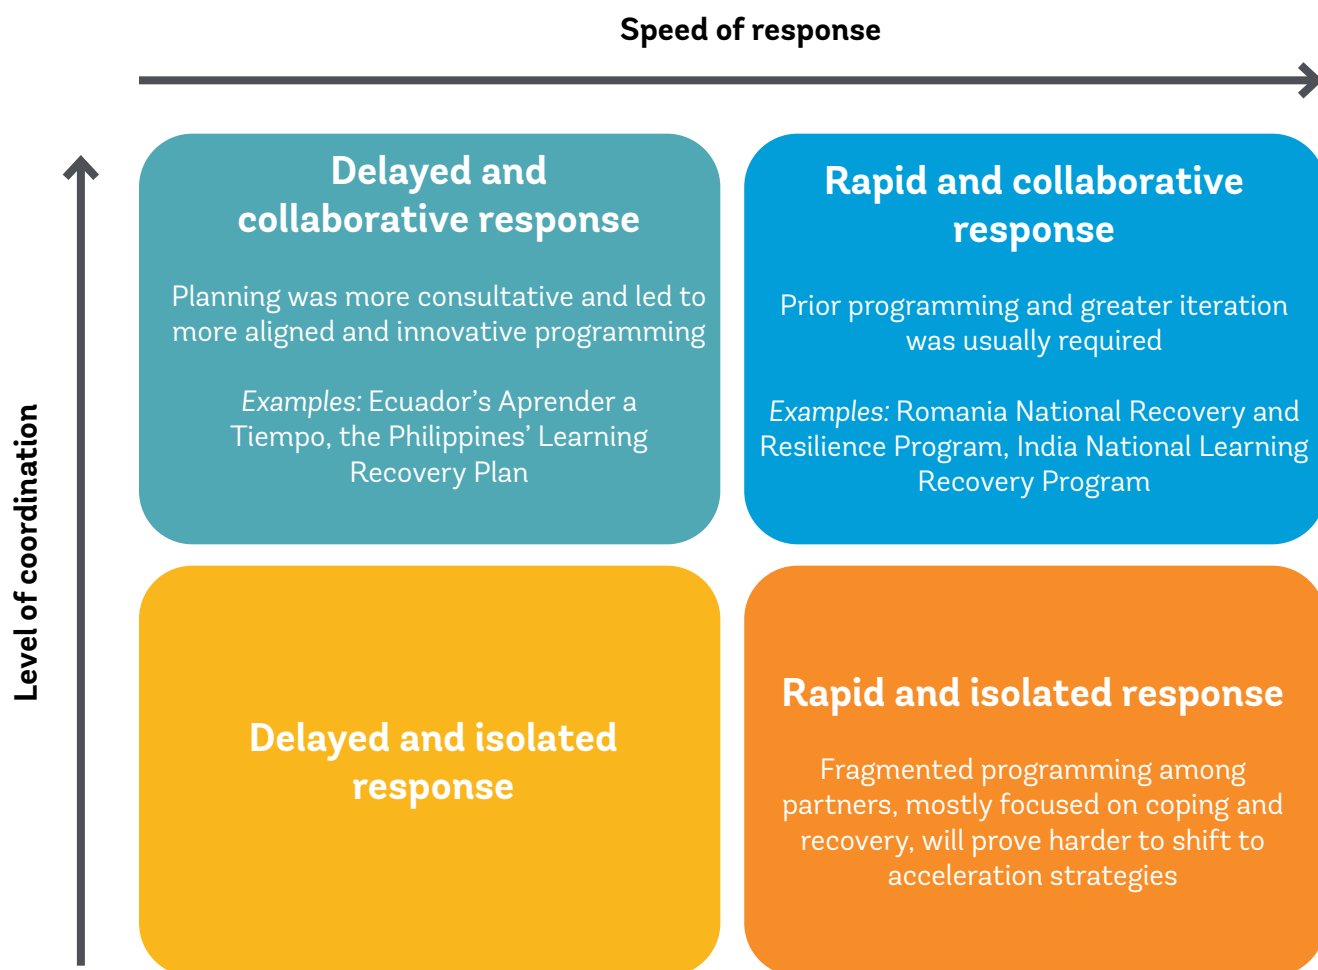 Speed of response
Level of coordination
Delayed and
collaborative response
Planning was more consultative and led to
more aligned and innovative programming
Examples: Ecuador’s Aprender a
Tiempo, the Philippines’ Learning
Recovery Plan
Rapid and collaborative
response
Prior programming and greater iteration
was usually required
Examples: Romania National Recovery and
Resilience Program, India National Learning
Recovery Program
Delayed and isolated
response
Rapid and isolated response
Fragmented programming among
partners, mostly focused on coping and
recovery, will prove harder to shift to
acceleration strategies